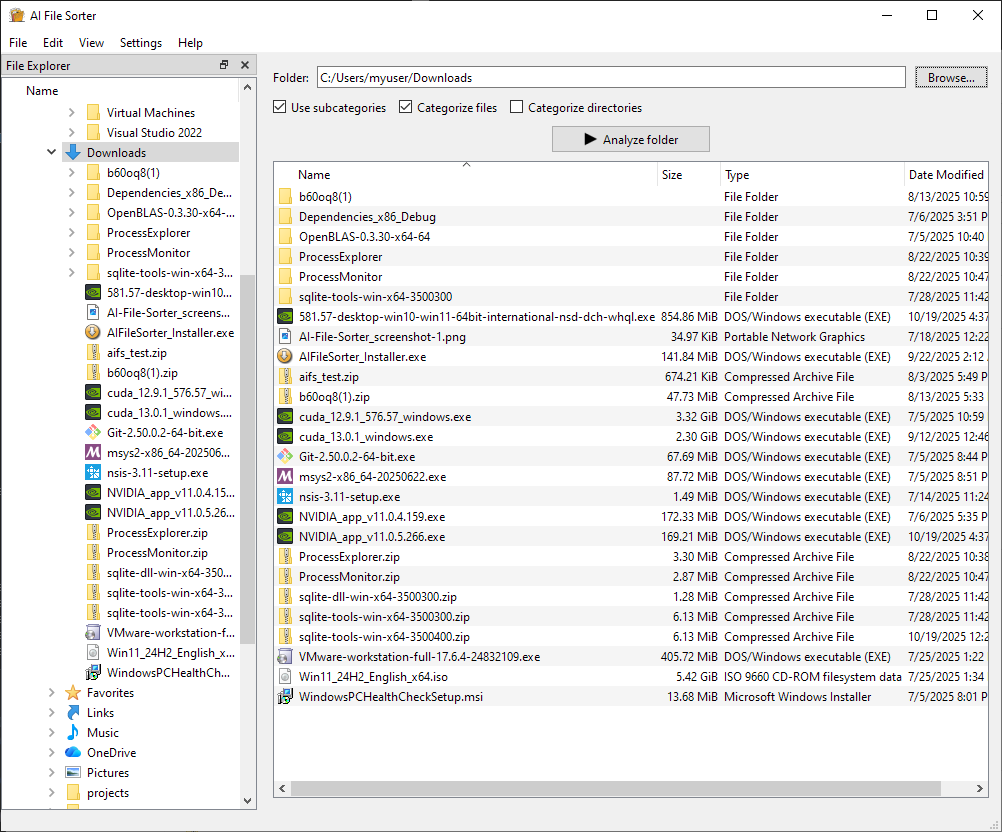 AI File Sorter
File Edit View Settings Help
File Explorer
Name
Virtual Machines
Visual Studio 2022
Downloads
b60oq8(1)
Dependencies_x86_De...
OpenBLAS-0.3.30-x64-...
ProcessExplorer
ProcessMonitor
sqlite-tools-win-x64-3...
581.57-desktop-win10...
AI-File-Sorter_screens...
AIFileSorter_Installer.exe
aifs_test.zip
b60oq8(1).zip
cuda_12.9.1_576.57_wi...
cuda_13.0.1_windows....
Git-2.50.0.2-64-bit.exe
msys2-x86_64-202506...
nsis-3.11-setup.exe
NVIDIA_app_v11.0.4.15...
NVIDIA_app_v11.0.5.26...
ProcessExplorer.zip
ProcessMonitor.zip
sqlite-dll-win-x64-350...
sqlite-tools-win-x64-3...
sqlite-tools-win-x64-3...
VMware-workstation-f...
Win11_24H2_English_x...
WindowsPCHealthCh...
Favorites
Links
Music
OneDrive
Pictures
projects
Folder: C:/Users/myuser/Downloads Browse...
Use subcategories Categorize files Categorize directories
Analyze folder
Name Size Type Date Modified
b60oq8(1) File Folder 8/13/2025 10:59
Dependencies_x86_Debug File Folder 7/6/2025 3:51 P
OpenBLAS-0.3.30-x64-64 File Folder 7/5/2025 10:40
ProcessExplorer File Folder 8/22/2025 10:39
ProcessMonitor File Folder 8/22/2025 10:47
sqlite-tools-win-x64-3500300 File Folder 7/28/2025 11:42
581.57-desktop-win10-win11-64bit-international-nsd-dch-whql.exe 854.86 MiB DOS/Windows executable (EXE) 10/19/2025 4:37
AI-File-Sorter_screenshot-1.png 34.97 KiB Portable Network Graphics 7/18/2025 12:22
AIFileSorter_Installer.exe 141.84 MiB DOS/Windows executable (EXE) 9/22/2025 2:12
aifs_test.zip 674.21 KiB Compressed Archive File 8/3/2025 5:49 P
b60oq8(1).zip 47.73 MiB Compressed Archive File 8/13/2025 5:33
cuda_12.9.1_576.57_windows.exe 3.32 GiB DOS/Windows executable (EXE) 7/5/2025 10:59
cuda_13.0.1_windows.exe 2.30 GiB DOS/Windows executable (EXE) 9/12/2025 12:46
Git-2.50.0.2-64-bit.exe 67.69 MiB DOS/Windows executable (EXE) 7/5/2025 8:44 P
msys2-x86_64-20250622.exe 87.72 MiB DOS/Windows executable (EXE) 7/5/2025 8:51 P
nsis-3.11-setup.exe 1.49 MiB DOS/Windows executable (EXE) 7/14/2025 11:24
NVIDIA_app_v11.0.4.159.exe 172.33 MiB DOS/Windows executable (EXE) 7/6/2025 5:35 P
NVIDIA_app_v11.0.5.266.exe 169.21 MiB DOS/Windows executable (EXE) 10/19/2025 4:37
ProcessExplorer.zip 3.30 MiB Compressed Archive File 8/22/2025 10:38
ProcessMonitor.zip 2.87 MiB Compressed Archive File 8/22/2025 10:47
sqlite-dll-win-x64-3500300.zip 1.28 MiB Compressed Archive File 7/28/2025 11:42
sqlite-tools-win-x64-3500300.zip 6.13 MiB Compressed Archive File 7/28/2025 11:42
sqlite-tools-win-x64-3500400.zip 6.13 MiB Compressed Archive File 10/19/2025 12:2
VMware-workstation-full-17.6.4-24832109.exe 405.72 MiB DOS/Windows executable (EXE) 7/25/2025 1:22
Win11_24H2_English_x64.iso 5.42 GiB ISO 9660 CD-ROM filesystem data 7/25/2025 1:34
WindowsPCHealthCheckSetup.msi 13.68 MiB Microsoft Windows Installer 7/5/2025 8:01 P